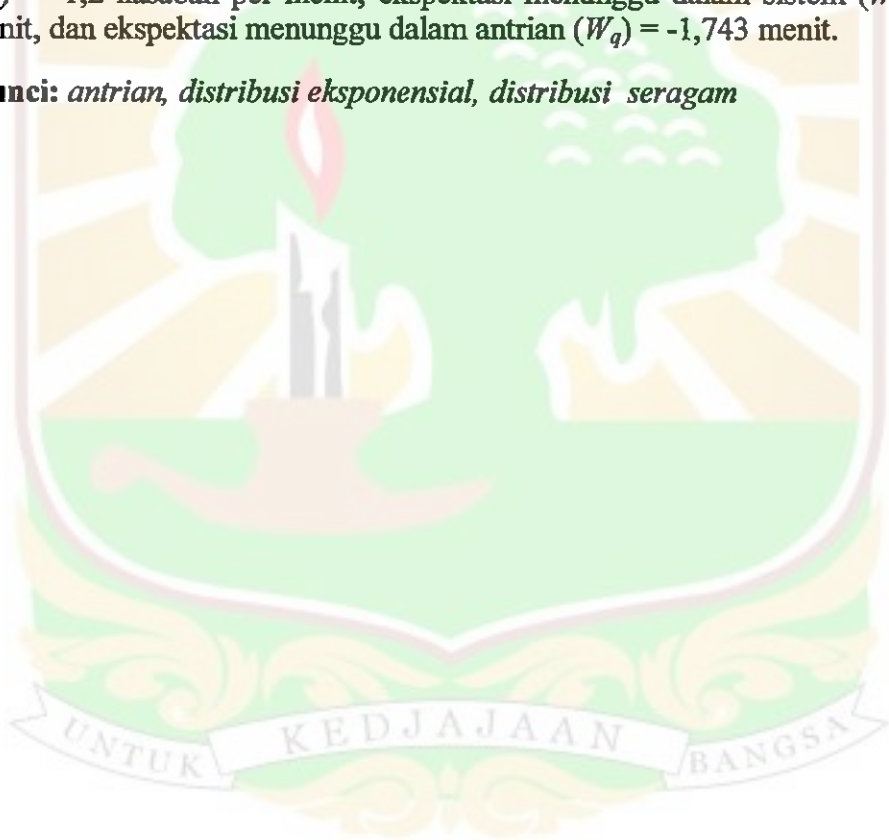 nit, dan ekspektasi menunggu dalam antrian (W_q) = -1,743 menit.
nci: antrian, distribusi eksponensial, distribusi seragam
UNTUK KEDJAJAAN BANGSA